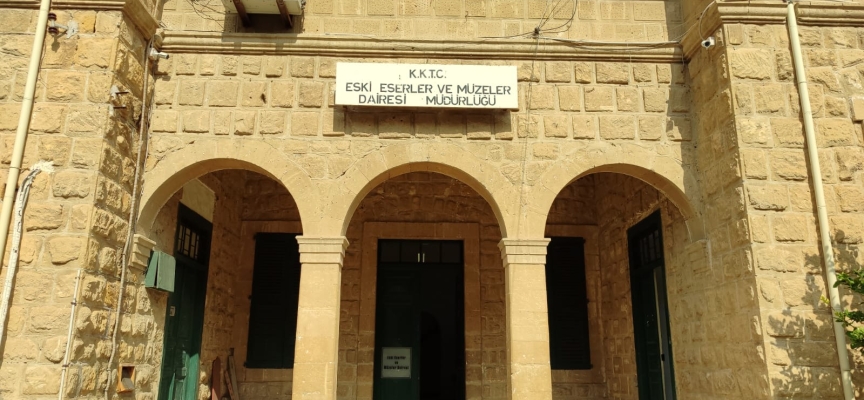 K.K.T.C.
ESKİ ESERLER VE MÜZELER
DAİRESİ MÜDÜRLÜĞÜ